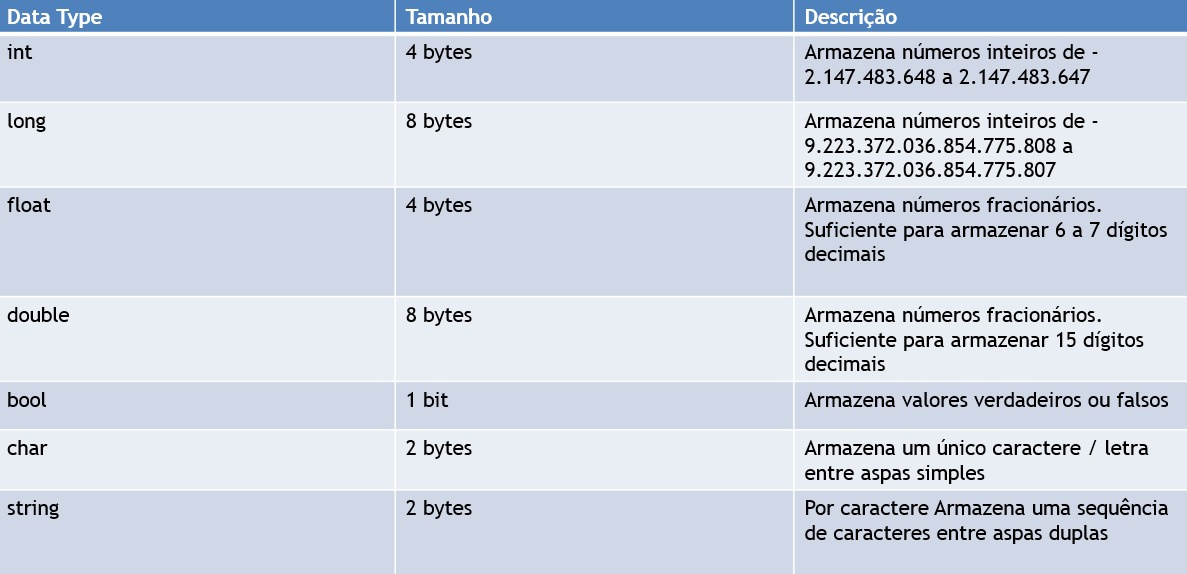 Data Type Tamanho Descrição
int 4 bytes Armazena números inteiros de -
2.147.483.648 a 2.147.483.647
long 8 bytes Armazena números inteiros de -
9.223.372.036.854.775.808 a
9.223.372.036.854.775.807
float 4 bytes Armazena números fracionários.
Suficiente para armazenar 6 a 7 dígitos
decimais
double 8 bytes Armazena números fracionários.
Suficiente para armazenar 15 dígitos
decimais
bool 1 bit Armazena valores verdadeiros ou falsos
char 2 bytes Armazena um único caractere / letra
entre aspas simples
string 2 bytes Por caractere Armazena uma sequência
de caracteres entre aspas duplas